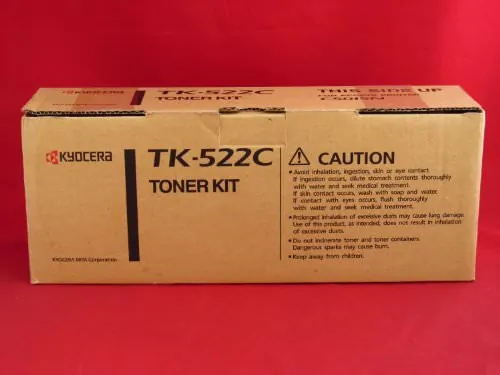 KYOCERA
TK-522C
TONER KIT
THIS SIDE UP
FS-C5015N
KYOCERA
TK-522C
TONER KIT
KYOCERA MITA Corporation
CAUTION
• Avoid inhalation, ingestion, skin or eye contact.
If ingestion occurs, dilute stomach contents thoroughly
with water and seek medical treatment.
If skin contact occurs, wash with soap and water.
If contact with eyes occurs, flush thoroughly
with water and seek medical treatment.
• Prolonged inhalation of excessive dusts may cause lung damage.
Use of this product, as intended, does not result in inhalation
of excessive dusts.
• Do not incinerate toner and toner containers.
Dangerous sparks may cause burn.
• Keep away from children.